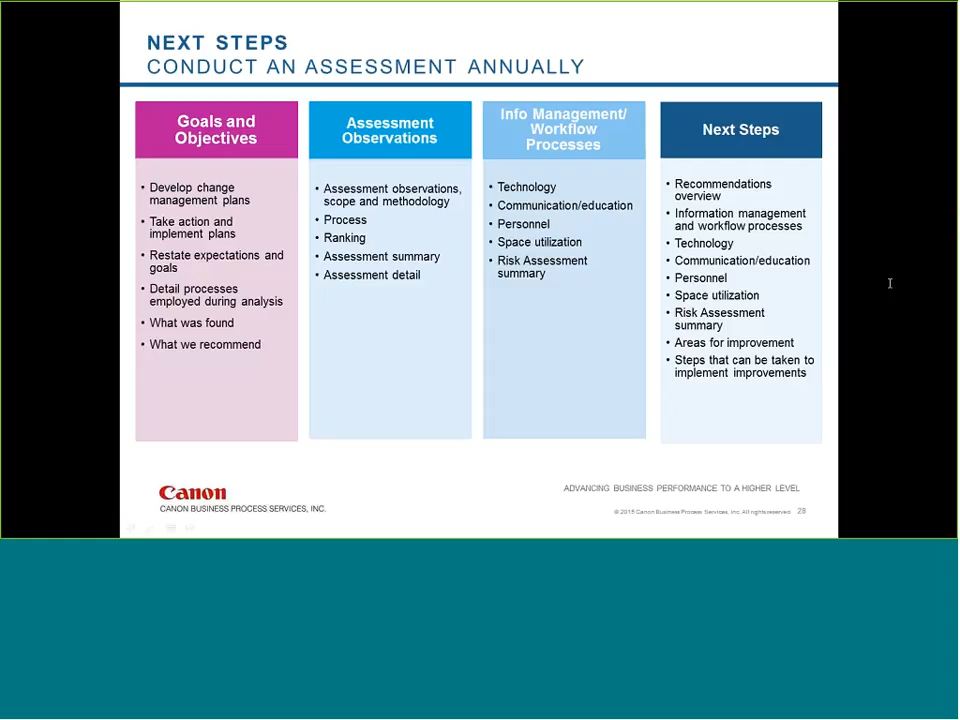 NEXT STEPS
CONDUCT AN ASSESSMENT ANNUALLY
Goals and
Objectives
• Develop change
management plans
• Take action and
implement plans
• Restate expectations and
goals
• Detail processes
employed during analysis
• What was found
• What we recommend
Assessment
Observations
• Assessment observations,
scope and methodology
• Process
• Ranking
• Assessment summary
• Assessment detail
Info Management/
Workflow
Processes
• Technology
• Communication/education
• Personnel
• Space utilization
• Risk Assessment
summary
Next Steps
• Recommendations
overview
• Information management
and workflow processes
• Technology
• Communication/education
• Personnel
• Space utilization
• Risk Assessment
summary
• Areas for improvement
• Steps that can be taken to
implement improvements
Canon
CANON BUSINESS PROCESS SERVICES, INC.
ADVANCING BUSINESS PERFORMANCE TO A HIGHER LEVEL
Canon Business Process Services, Inc. All rights reserved. 28